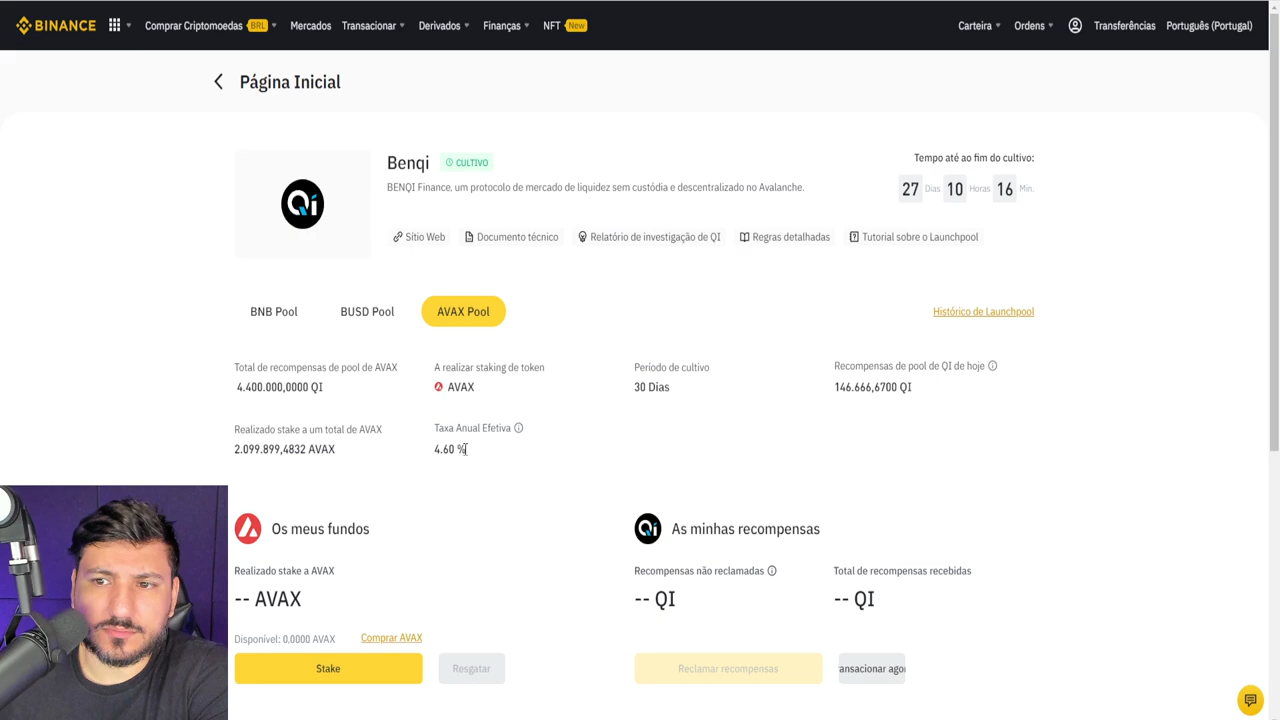 BINANCE Comprar Criptomoedas BRL Mercados Transacionar Derivados Finanças NFT New Carteira Ordens Transferências Português (Portugal)
Página Inicial
Benqi CULTIVO
Tempo até ao fim do cultivo:
BENQI Finance, um protocolo de mercado de liquidez sem custódia e descentralizado no Avalanche.
27 Dias 10 Horas 16 Min.
Qi
Sítio Web Documento técnico Relatório de investigação de QI Regras detalhadas Tutorial sobre o Launchpool
BNB Pool BUSD Pool AVAX Pool Histórico de Launchpool
Total de recompensas de pool de AVAX A realizar staking de token Período de cultivo Recompensas de pool de QI de hoje
4.400.000,0000 QI AVAX 30 Dias 146.666,6700 QI
Realizado stake a um total de AVAX Taxa Anual Efetiva
2.099.899,4832 AVAX 4.60 %
Os meus fundos Qi As minhas recompensas
Realizado stake a AVAX Recompensas não reclamadas Total de recompensas recebidas
-- AVAX -- QI -- QI
Disponível: 0.0000 AVAX Comprar AVAX
Stake Resgatar Reclamar recompensas ansacionar ago